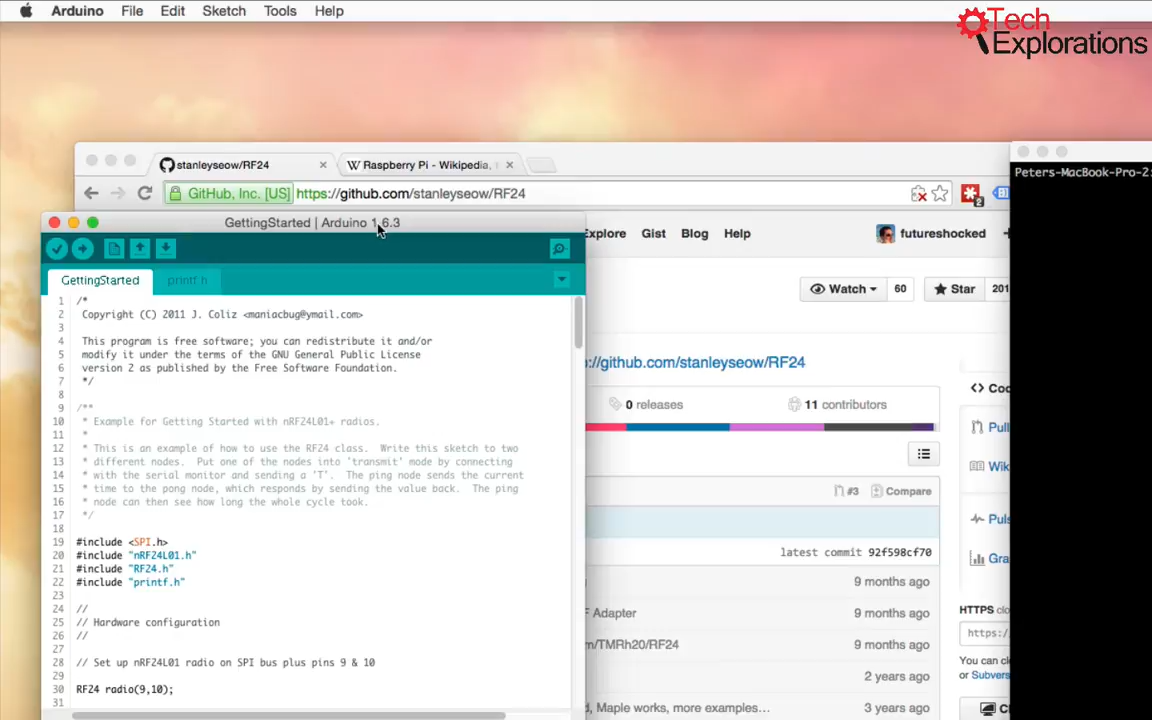 Arduino File Edit Sketch Tools Help
Tech
Explorations
stanleyseow/RF24
Raspberry Pi - Wikipedia,
GitHub, Inc. [US] https://github.com/stanleyseow/RF24
2
Peters-MacBook-Pro-2:
GettingStarted | Arduino 1.6.3
Explore Gist Blog Help
futureshocked
GettingStarted
printf.h
Watch 60
Star 201
1 /*
2 Copyright (C) 2011 J. Coliz <maniacbug@ymail.com>
3
4 This program is free software; you can redistribute it and/or
5 modify it under the terms of the GNU General Public License
6 version 2 as published by the Free Software Foundation.
7 */
8
9 /**
10 * Example for Getting Started with nRF24L01+ radios.
11 *
12 * This is an example of how to use the RF24 class.  Write this sketch to two
13 * different nodes.  Put one of the nodes into 'transmit' mode by connecting
14 * with the serial monitor and sending a 'T'.  The ping node sends the current
15 * time to the pong node, which responds by sending the value back.  The ping
16 * node can then see how long the whole cycle took.
17 */
18
19 #include <SPI.h>
20 #include "nRF24L01.h"
21 #include "RF24.h"
22 #include "printf.h"
23
24 //
25 // Hardware configuration
26 //
27
28 // Set up nRF24L01 radio on SPI bus plus pins 9 & 10
29
30 RF24 radio(9,10);
31
://github.com/stanleyseow/RF24
0 releases
11 contributors
#3 Compare
latest commit 92f598cf70
9 months ago
F Adapter 9 months ago
m/TMRh20/RF24 9 months ago
2 years ago
d, Maple works, more examples... 3 years ago
<> Coc
Pull
Wik
Puls
Gra
HTTPS clo
https:/
You can cl
or Subvers
Cl